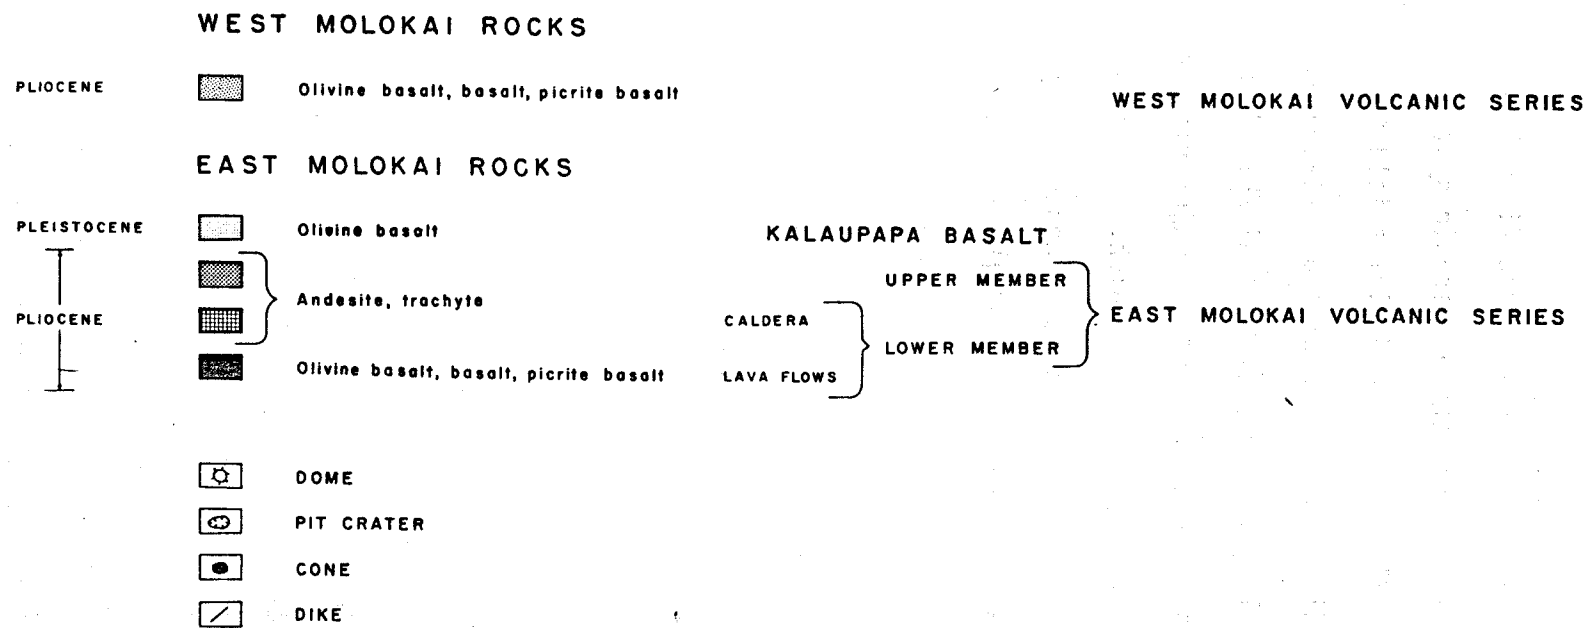 WEST MOLOKAI ROCKS
PLIOCENE Olivine basalt, basalt, picrite basalt WEST MOLOKAI VOLCANIC SERIES
EAST MOLOKAI ROCKS
PLEISTOCENE Olivine basalt KALAUPAPA BASALT
UPPER MEMBER
Andesite, trachyte
PLIOCENE CALDERA EAST MOLOKAI VOLCANIC SERIES
LOWER MEMBER
Olivine basalt, basalt, picrite basalt LAVA FLOWS
DOME
PIT CRATER
CONE
DIKE